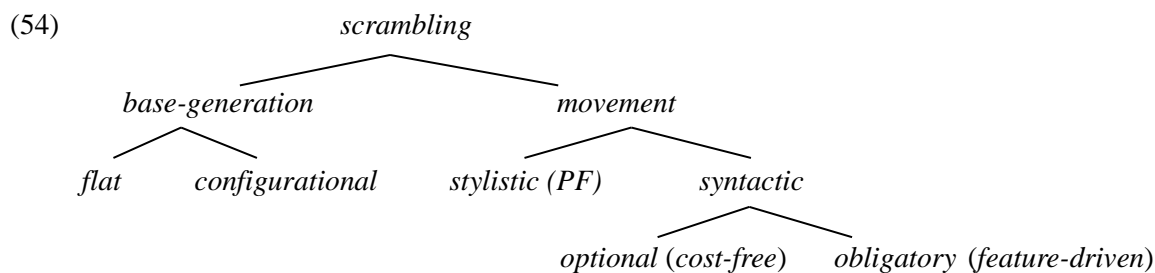 (54) scrambling
base-generation movement
flat configurational stylistic (PF) syntactic
optional (cost-free) obligatory (feature-driven)